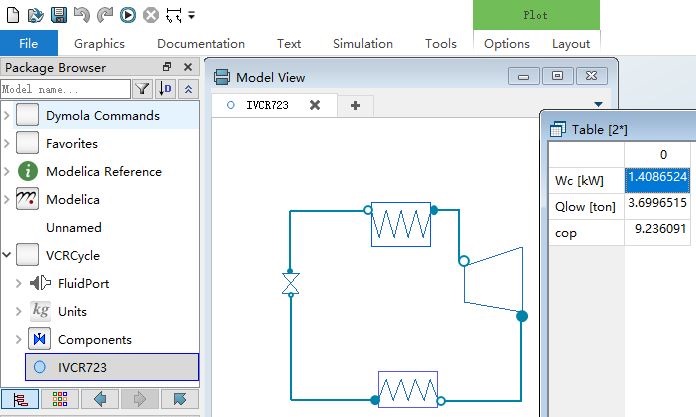 Plot
File Graphics Documentation Text Simulation Tools Options Layout
Package Browser
Model name...
Dymola Commands
Favorites
Modelica Reference
Modelica
Unnamed
VCRCycle
FluidPort
kg Units
Components
IVCR723
Model View
IVCR723
Table [2*]
0
Wc [kW] 1.4086524
Qlow [ton] 3.6996515
cop 9.236091